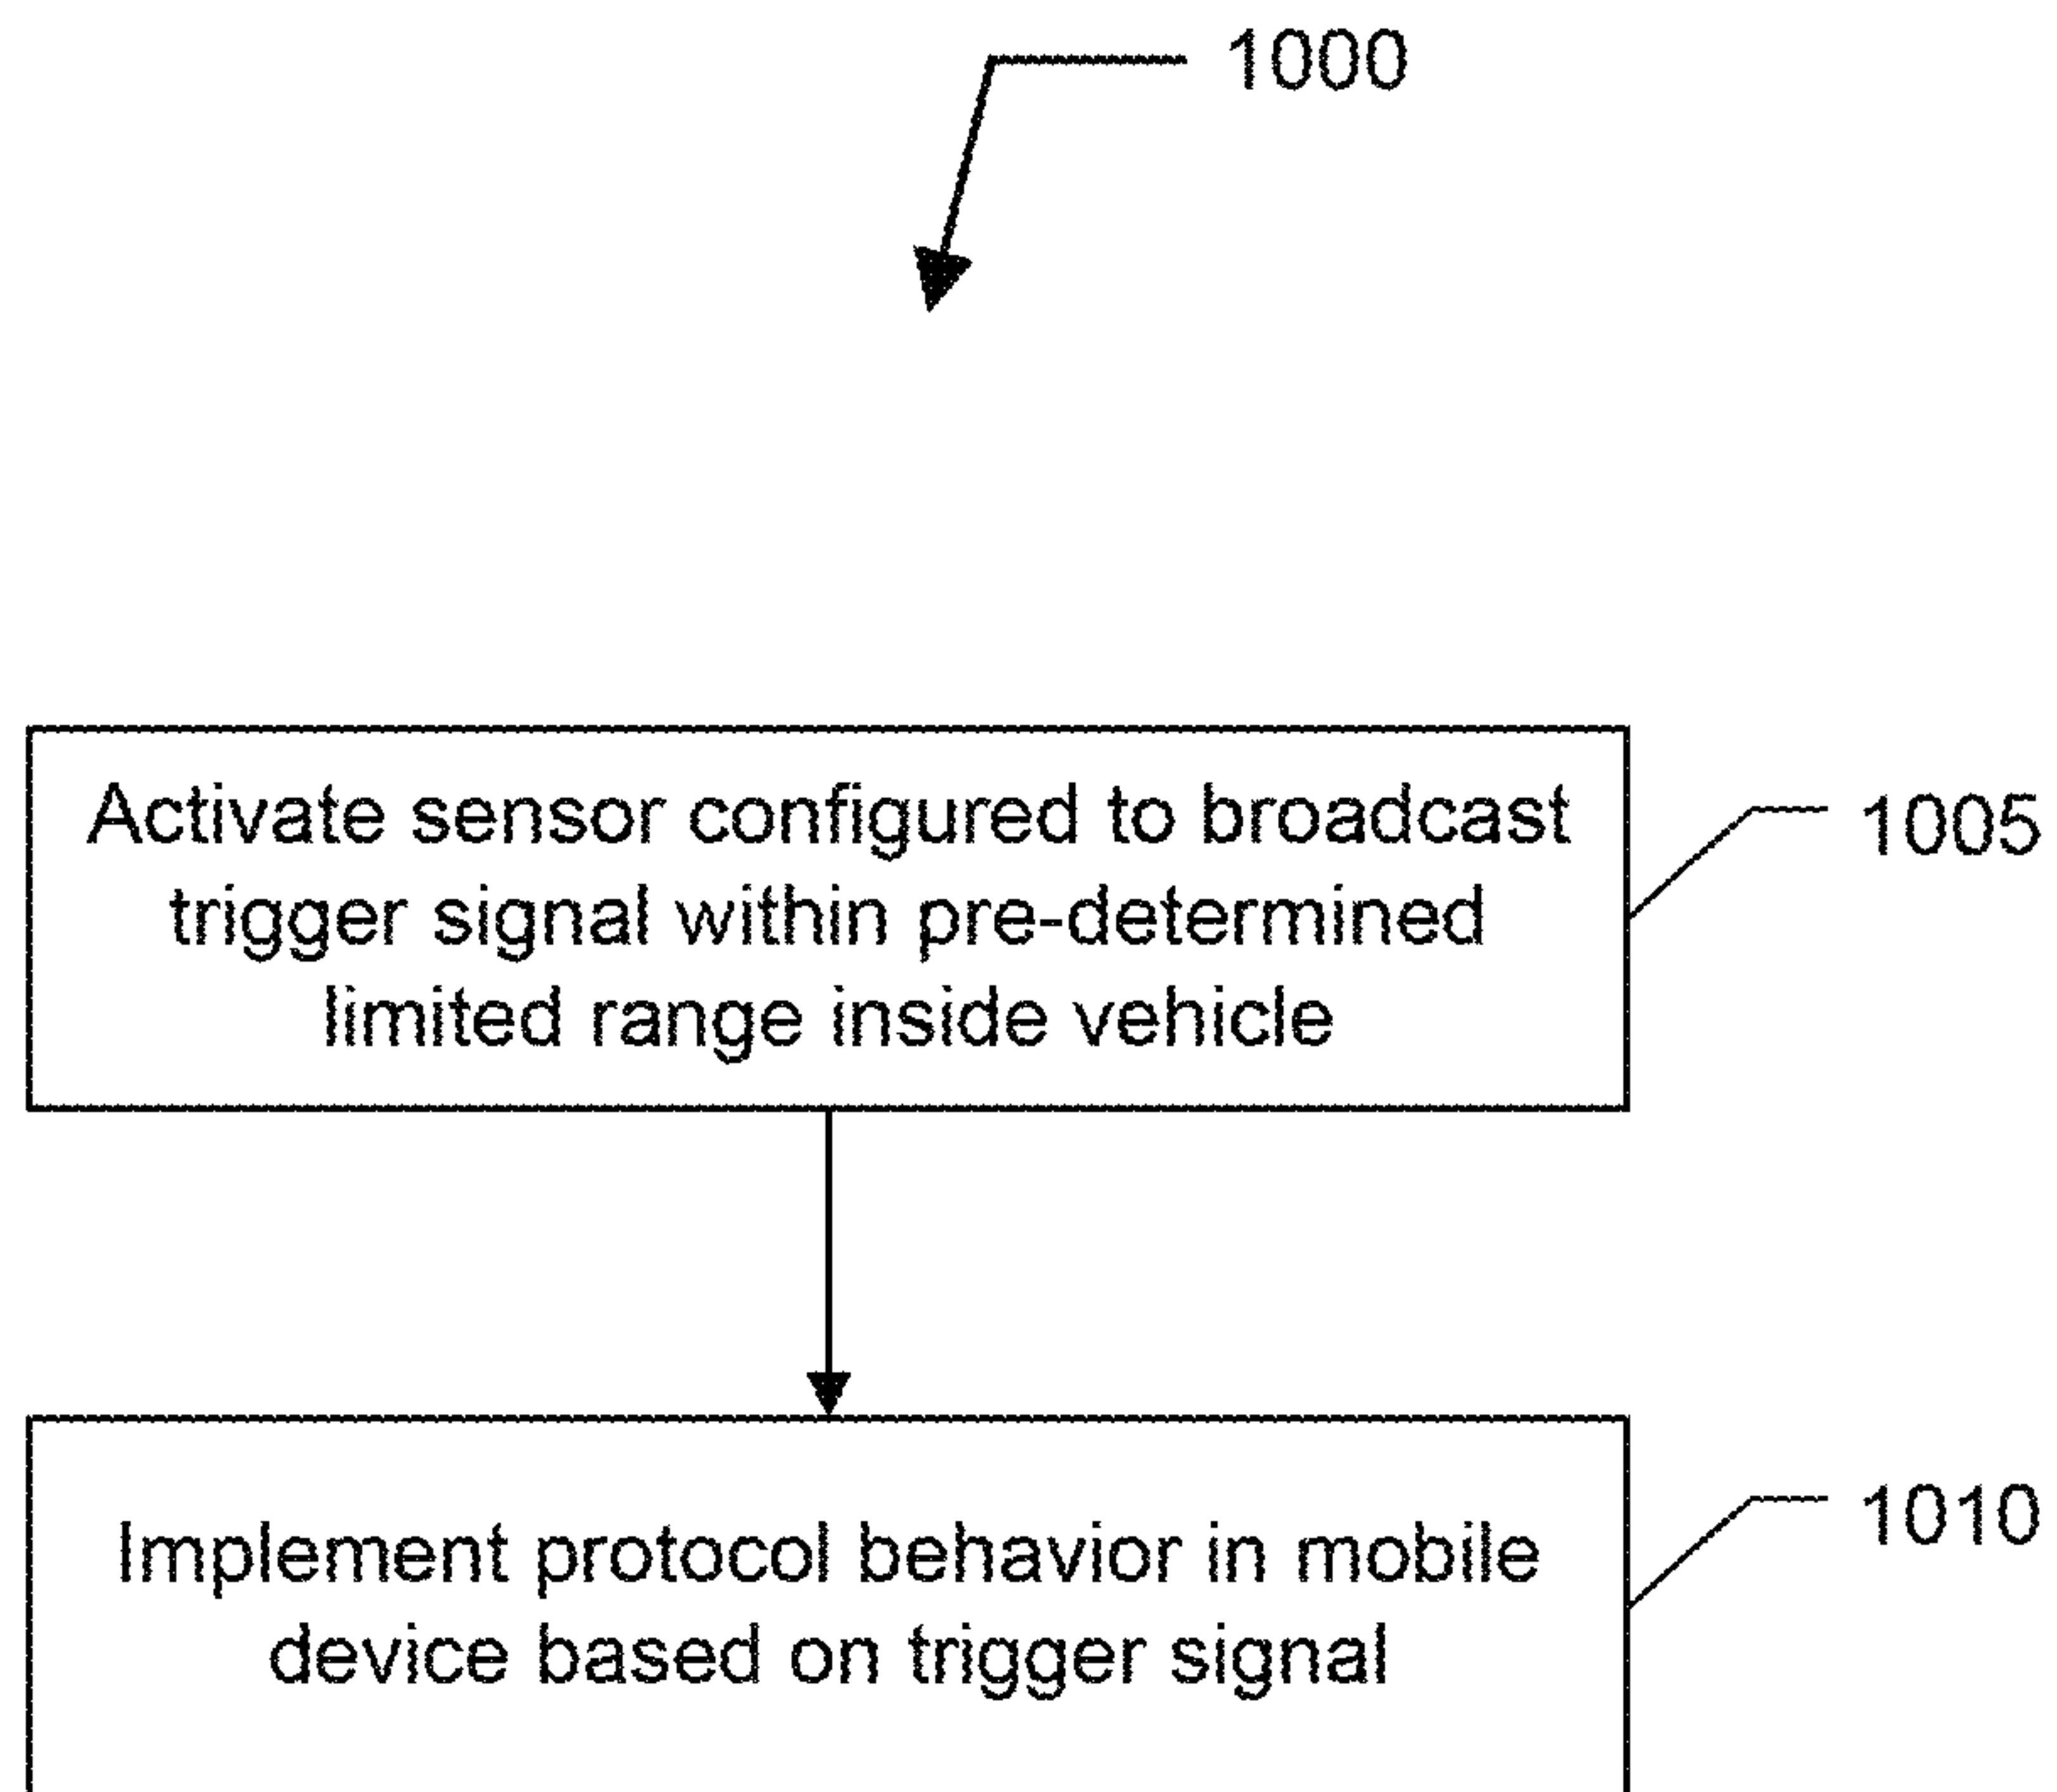 1000
Activate sensor configured to broadcast
trigger signal within pre-determined
limited range inside vehicle
1005
Implement protocol behavior in mobile
device based on trigger signal
1010